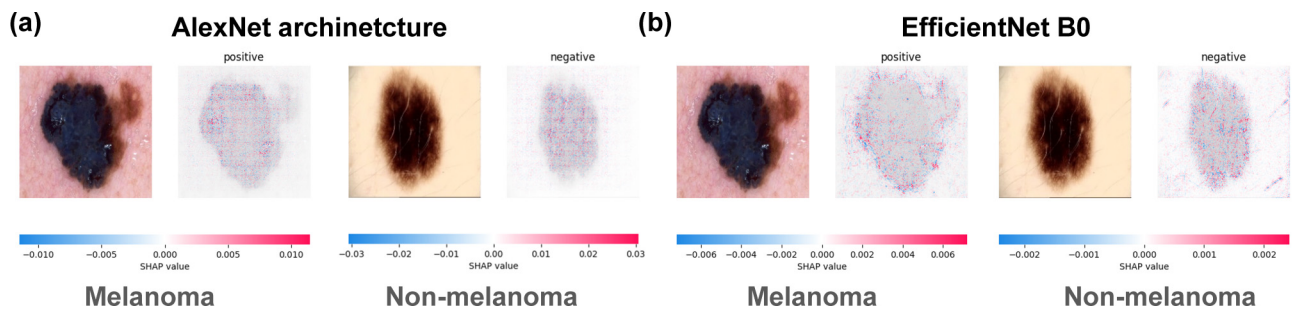 (a) AlexNet archinetcture (b) EfficientNet B0
positive negative positive negative
−0.010 −0.005 0.000 0.005 0.010 −0.03 −0.02 −0.01 0.00 0.01 0.02 0.03 −0.006 −0.004 −0.002 0.000 0.002 0.004 0.006 −0.002 −0.001 0.000 0.001 0.002
SHAP value SHAP value SHAP value SHAP value
Melanoma Non-melanoma Melanoma Non-melanoma